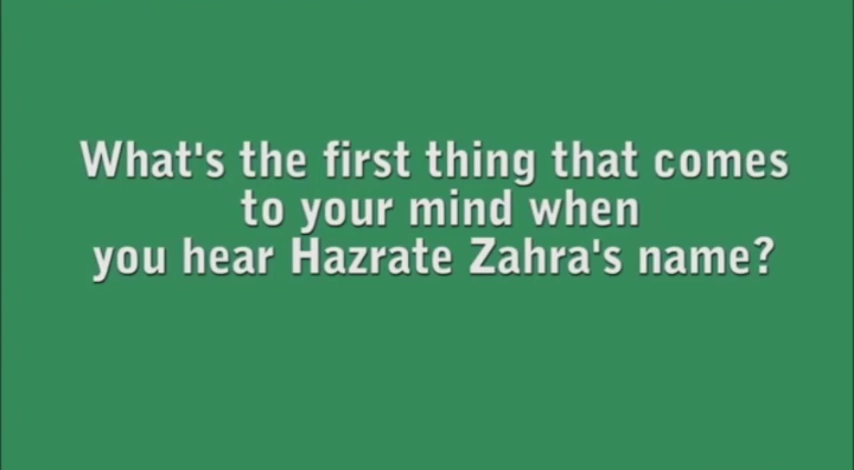 What's the first thing that comes
to your mind when
you hear Hazrate Zahra's name?